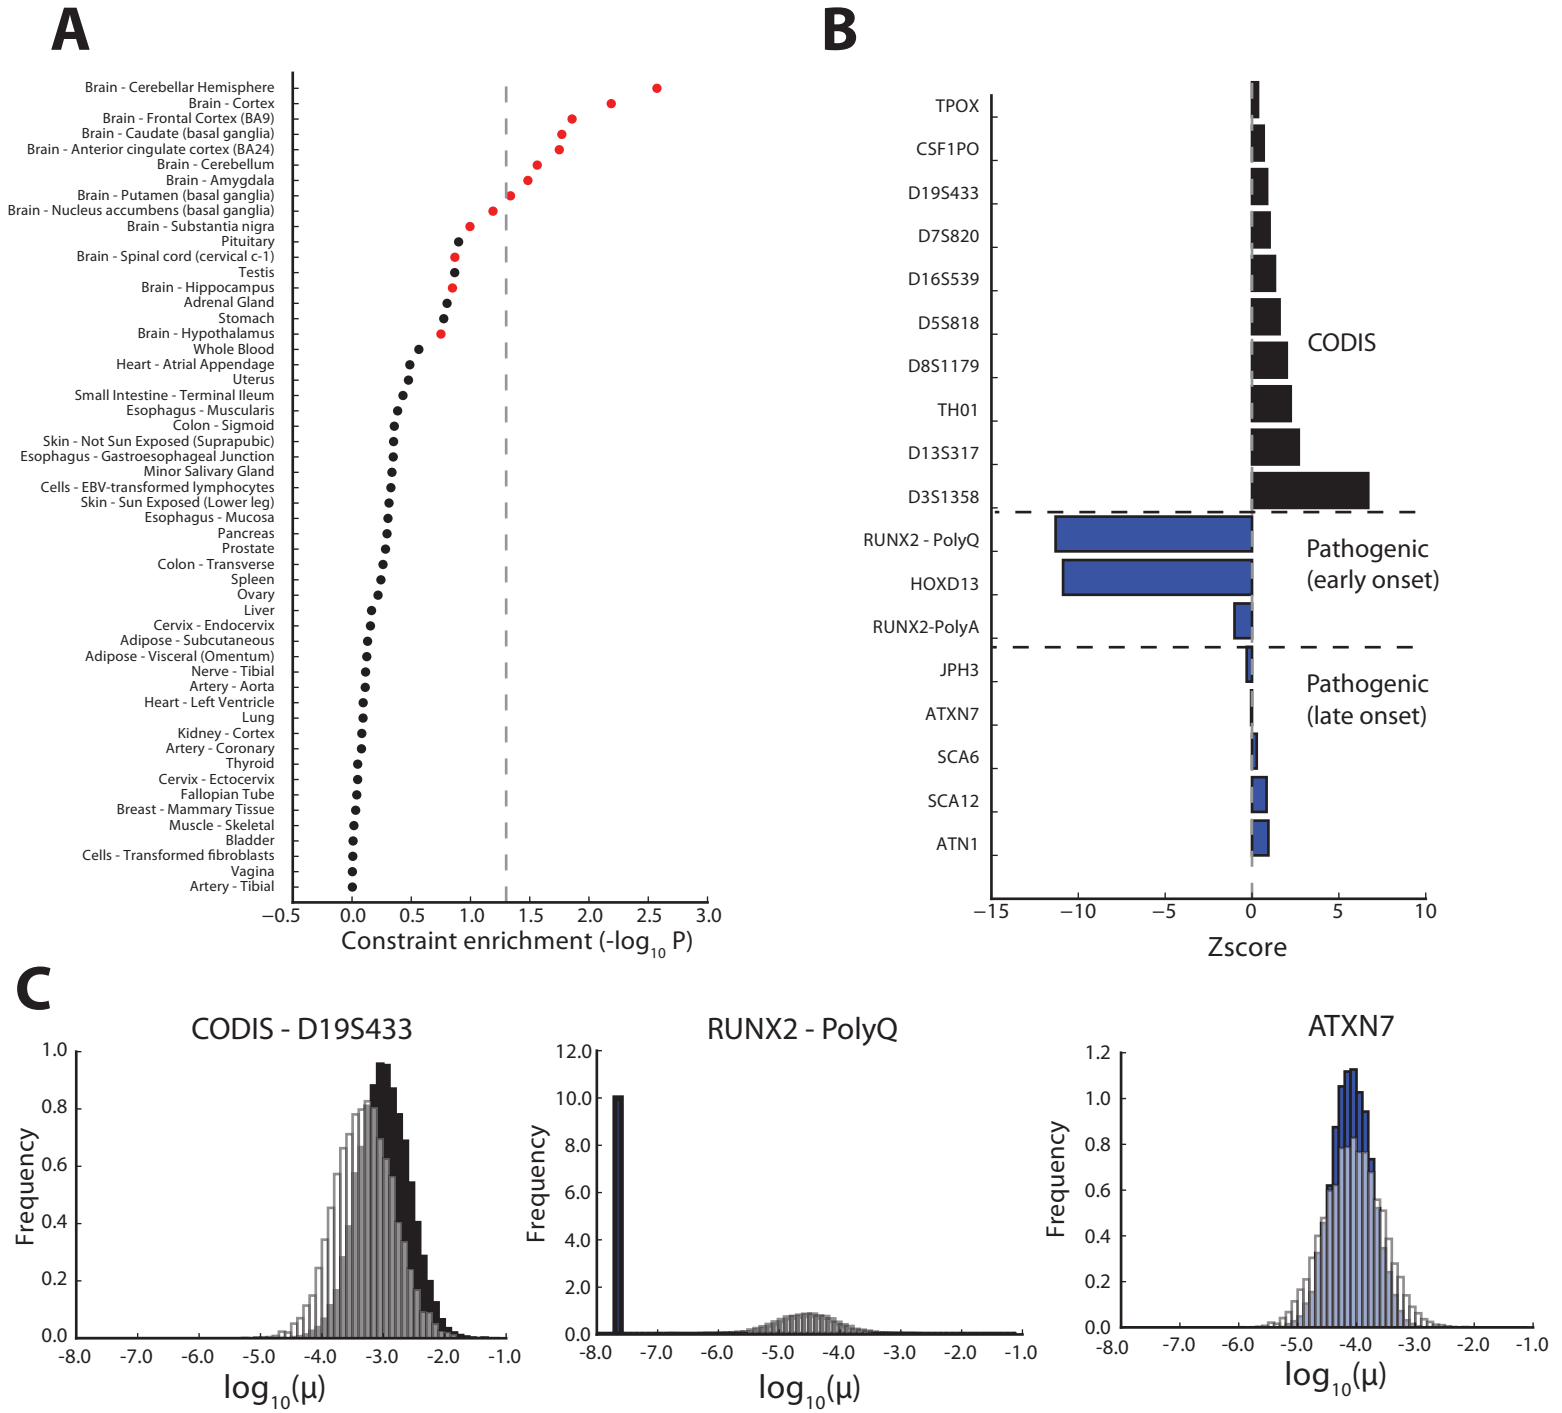 A
Brain - Cerebellar Hemisphere
Brain - Cortex
Brain - Frontal Cortex (BA9)
Brain - Caudate (basal ganglia)
Brain - Anterior cingulate cortex (BA24)
Brain - Cerebellum
Brain - Amygdala
Brain - Putamen (basal ganglia)
Brain - Nucleus accumbens (basal ganglia)
Brain - Substantia nigra
Pituitary
Brain - Spinal cord (cervical c-1)
Testis
Brain - Hippocampus
Adrenal Gland
Stomach
Brain - Hypothalamus
Whole Blood
Heart - Atrial Appendage
Uterus
Small Intestine - Terminal Ileum
Esophagus - Muscularis
Colon - Sigmoid
Skin - Not Sun Exposed (Suprapubic)
Esophagus - Gastroesophageal Junction
Minor Salivary Gland
Cells - EBV-transformed lymphocytes
Skin - Sun Exposed (Lower leg)
Esophagus - Mucosa
Pancreas
Prostate
Colon - Transverse
Spleen
Ovary
Liver
Cervix - Endocervix
Adipose - Subcutaneous
Adipose - Visceral (Omentum)
Nerve - Tibial
Artery - Aorta
Heart - Left Ventricle
Lung
Kidney - Cortex
Artery - Coronary
Thyroid
Cervix - Ectocervix
Fallopian Tube
Breast - Mammary Tissue
Muscle - Skeletal
Bladder
Cells - Transformed fibroblasts
Vagina
Artery - Tibial
−0.5 0.0 0.5 1.0 1.5 2.0 2.5 3.0
Constraint enrichment (-log10 P)
B
TPOX
CSF1PO
D19S433
D7S820
D16S539
D5S818
D8S1179
TH01
D13S317
D3S1358
RUNX2 - PolyQ
HOXD13
RUNX2-PolyA
JPH3
ATXN7
SCA6
SCA12
ATN1
CODIS
Pathogenic
(early onset)
Pathogenic
(late onset)
−15 −10 −5 0 5 10
Zscore
C
CODIS - D19S433
1.0
0.8
0.6
0.4
0.2
0.0
Frequency
-8.0 -7.0 -6.0 -5.0 -4.0 -3.0 -2.0 -1.0
log10(μ)
RUNX2 - PolyQ
12.0
10.0
8.0
6.0
4.0
2.0
0.0
Frequency
-8.0 -7.0 -6.0 -5.0 -4.0 -3.0 -2.0 -1.0
log10(μ)
ATXN7
1.2
1.0
0.8
0.6
0.4
0.2
0.0
Frequency
-8.0 -7.0 -6.0 -5.0 -4.0 -3.0 -2.0 -1.0
log10(μ)